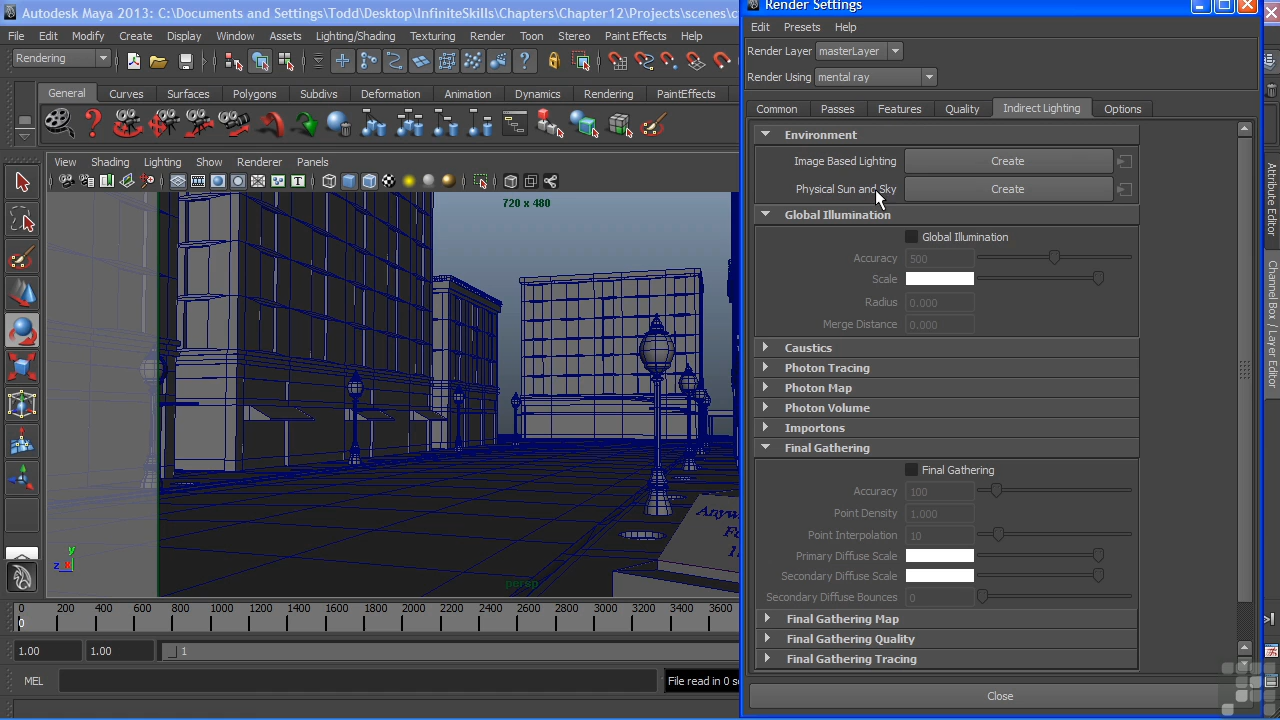 Autodesk Maya 2013: C:\Documents and Settings\Todd\Desktop\InfiniteSkills\Chapters\Chapter12\Projects\scenes\c
File Edit Modify Create Display Window Assets Lighting/Shading Texturing Render Toon Stereo Paint Effects Help
Rendering
General Curves Surfaces Polygons Subdivs Deformation Animation Dynamics Rendering PaintEffects
View Shading Lighting Show Renderer Panels
720 x 480
Anyw
Fo
1
y
z x
persp
0 200 400 600 800 1000 1200 1400 1600 1800 2000 2200 2400 2600 2800 3000 3200 3400 3600
0
1.00 1.00 1
MEL
File read in 0 se
Render Settings
Edit Presets Help
Render Layer masterLayer
Render Using mental ray
Common Passes Features Quality Indirect Lighting Options
Environment
Image Based Lighting Create
Physical Sun and Sky Create
Global Illumination
Global Illumination
Accuracy 500
Scale
Radius 0.000
Merge Distance 0.000
Caustics
Photon Tracing
Photon Map
Photon Volume
Importons
Final Gathering
Final Gathering
Accuracy 100
Point Density 1.000
Point Interpolation 10
Primary Diffuse Scale
Secondary Diffuse Scale
Secondary Diffuse Bounces 0
Final Gathering Map
Final Gathering Quality
Final Gathering Tracing
Close
Attribute Editor
Channel Box / Layer Editor